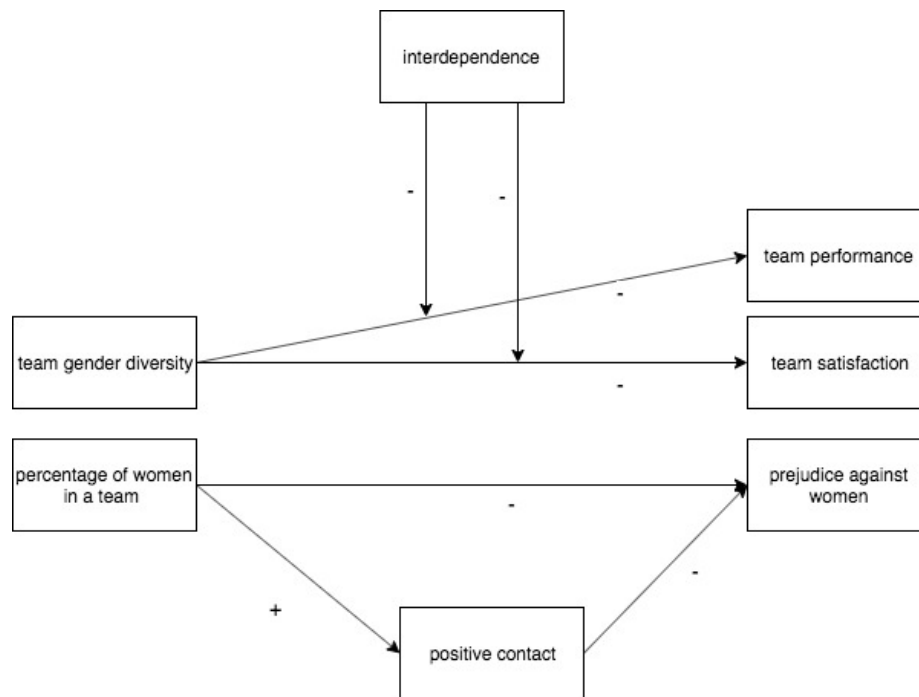 interdependence
-
-
team performance
-
team gender diversity
team satisfaction
-
percentage of women
in a team
prejudice against
women
-
-
+
positive contact